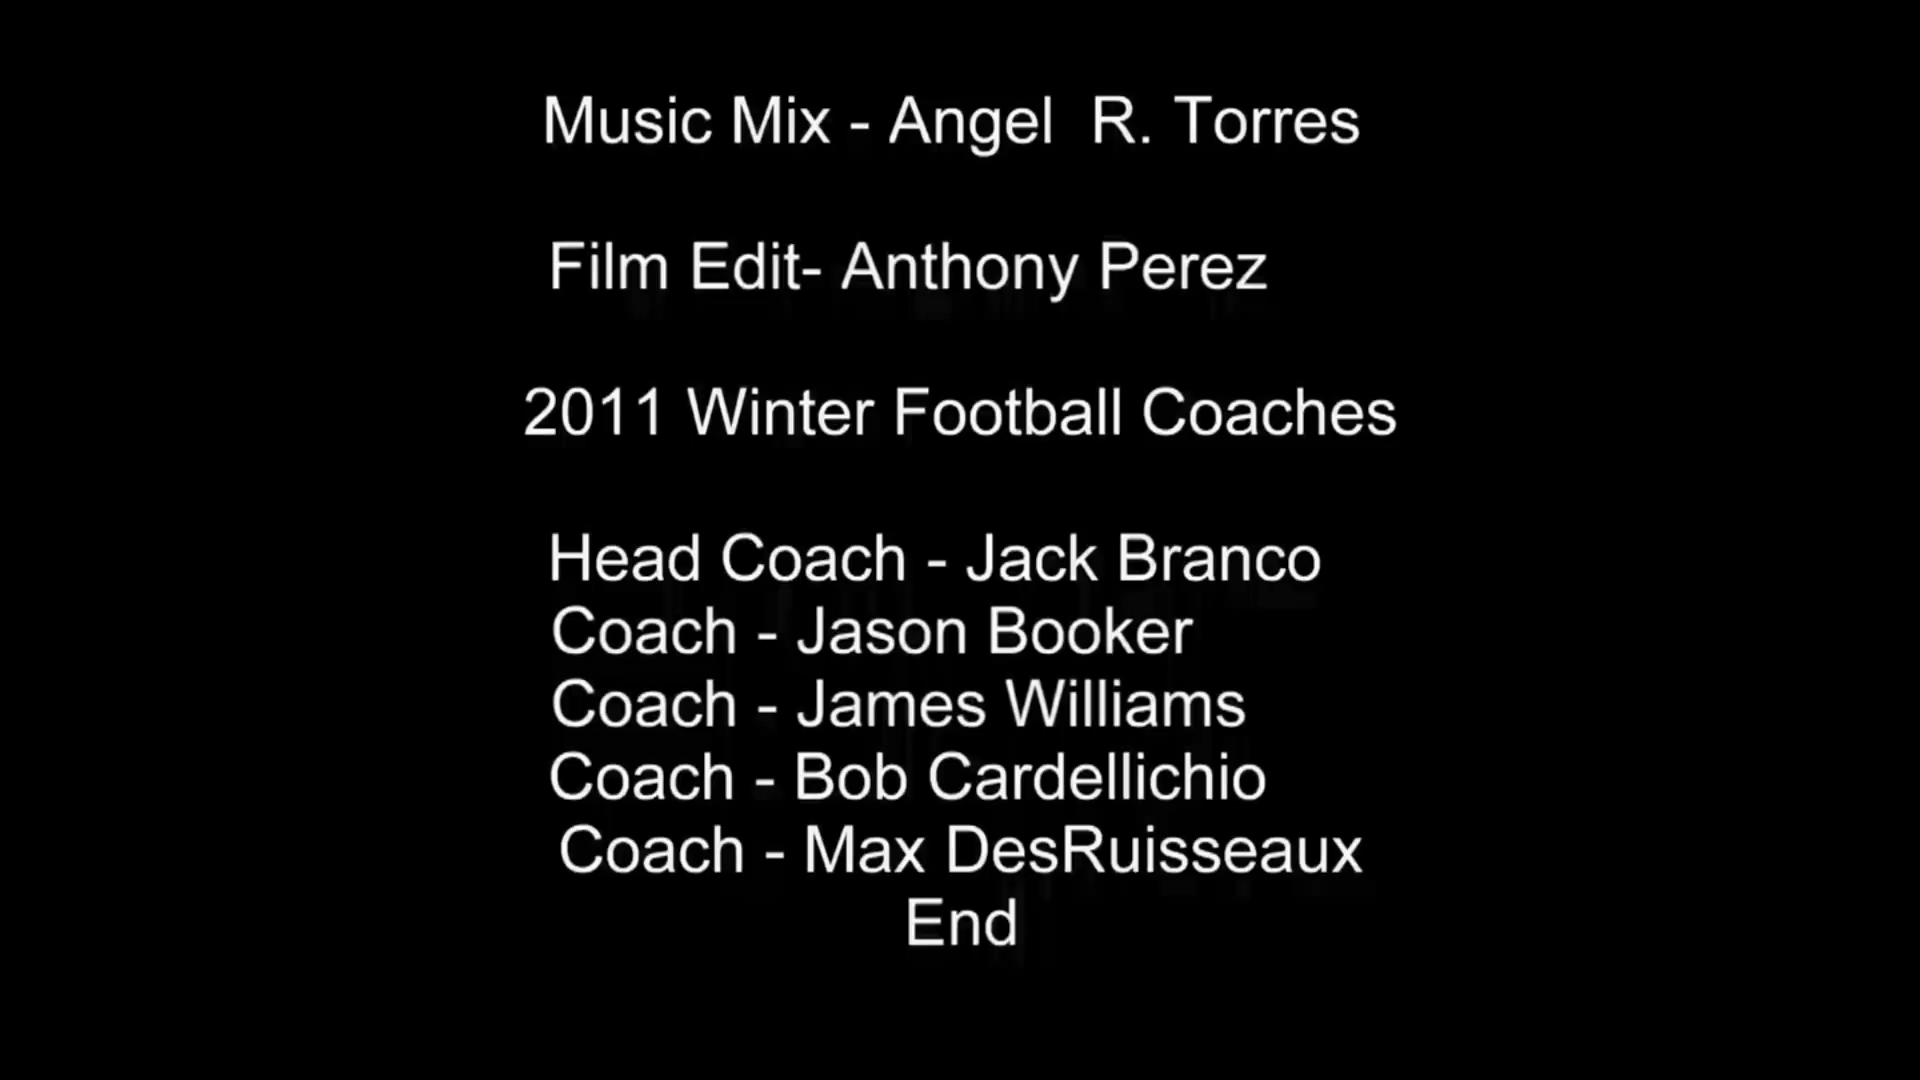 Music Mix - Angel  R. Torres
Film Edit- Anthony Perez
2011 Winter Football Coaches
Head Coach - Jack Branco
Coach - Jason Booker
Coach - James Williams
Coach - Bob Cardellichio
Coach - Max DesRuisseaux
End